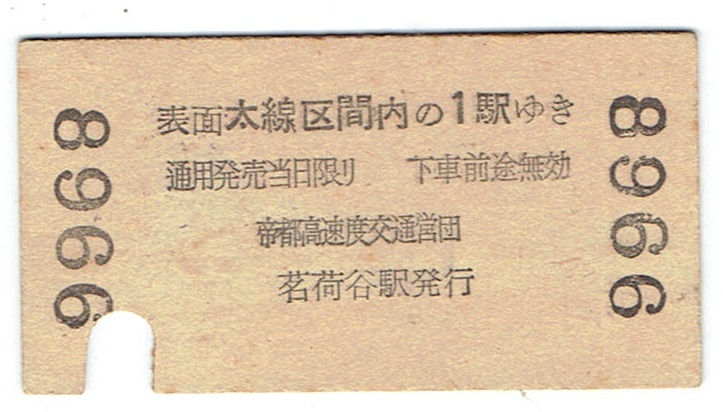 表面太線区間内の1駅ゆき
通用発売当日限り 下車前途無効
帝都高速度交通営団
茗荷谷駅発行